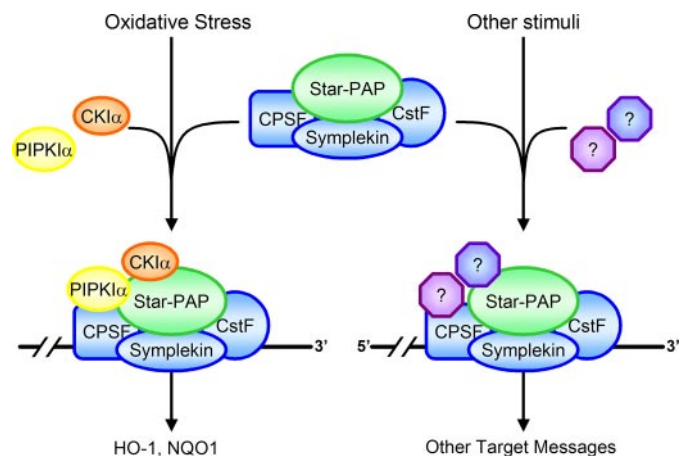 Oxidative Stress
Other stimuli
Star-PAP
CPSF
CstF
Symplekin
CKIα
PIPKIα
?
?
CKIα
PIPKIα
Star-PAP
CPSF
CstF
Symplekin
3’
?
?
Star-PAP
CPSF
CstF
Symplekin
5’
3’
HO-1, NQO1
Other Target Messages